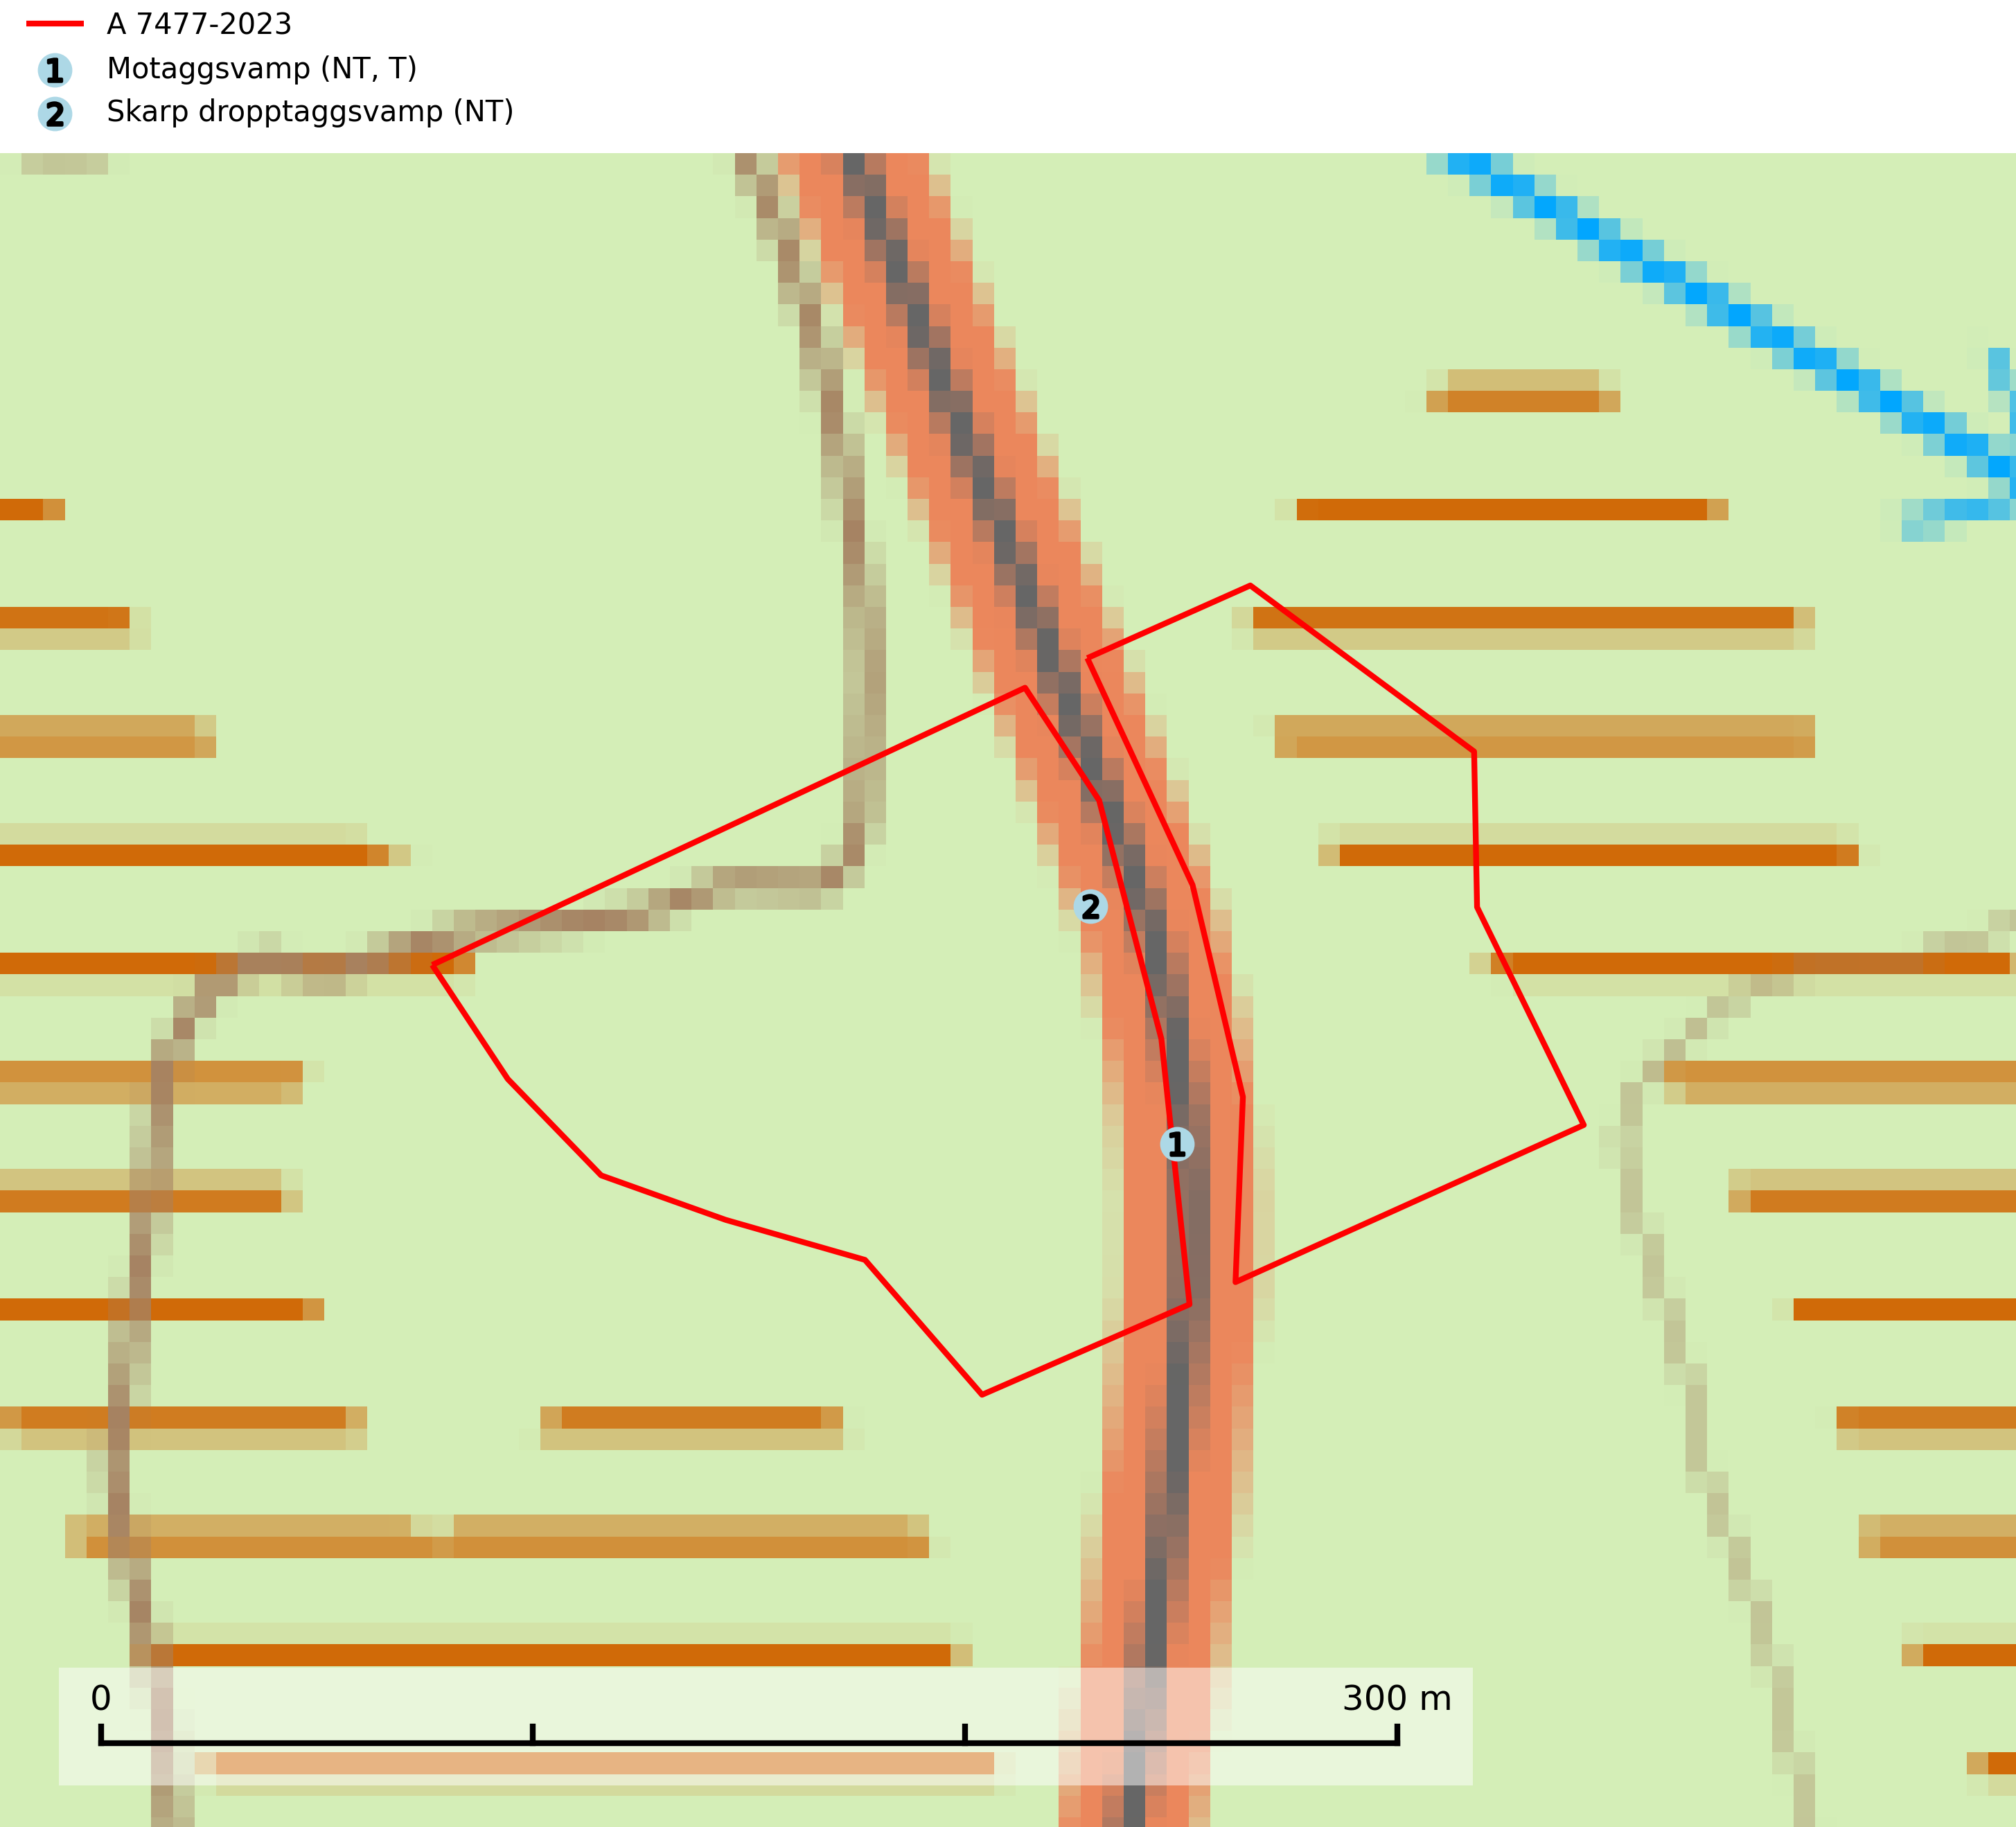 A 7477-2023
1 Motaggsvamp (NT, T)
2 Skarp dropptaggsvamp (NT)
2
1
0 300 m